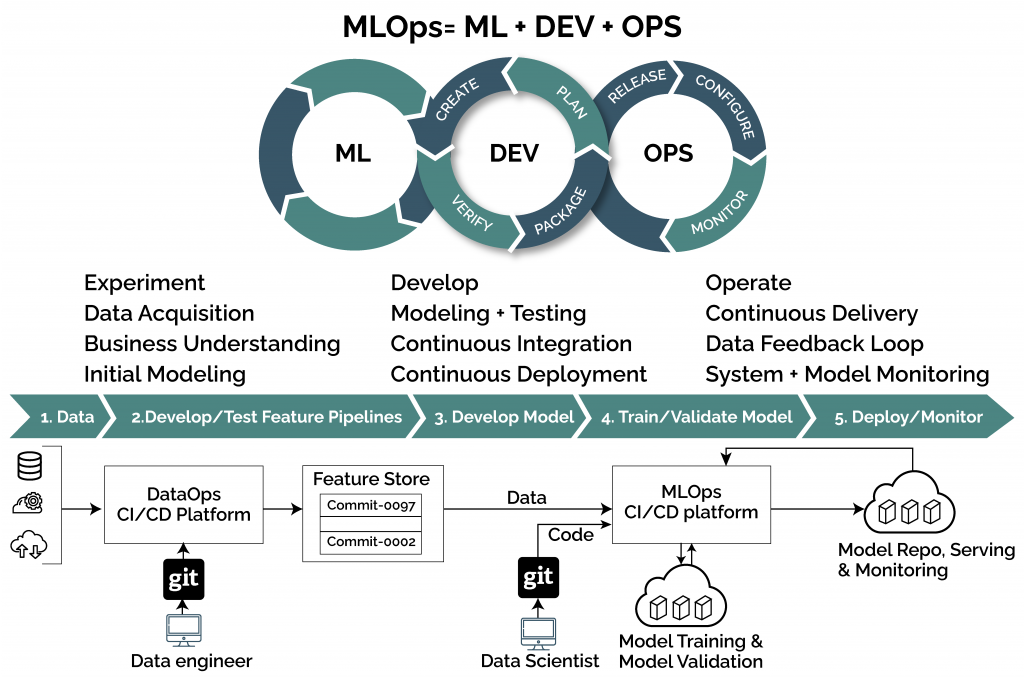 MLOps= ML + DEV + OPS
ML
DEV
OPS
CREATE
PLAN
VERIFY
PACKAGE
RELEASE
CONFIGURE
MONITOR
Experiment
Data Acquisition
Business Understanding
Initial Modeling
Develop
Modeling + Testing
Continuous Integration
Continuous Deployment
Operate
Continuous Delivery
Data Feedback Loop
System + Model Monitoring
1. Data
2.Develop/Test Feature Pipelines
3. Develop Model
4. Train/Validate Model
5. Deploy/Monitor
DataOps
CI/CD Platform
git
Data engineer
Feature Store
Commit-0097
Commit-0002
Data
Code
git
Data Scientist
MLOps
CI/CD platform
Model Training &
Model Validation
Model Repo, Serving
& Monitoring